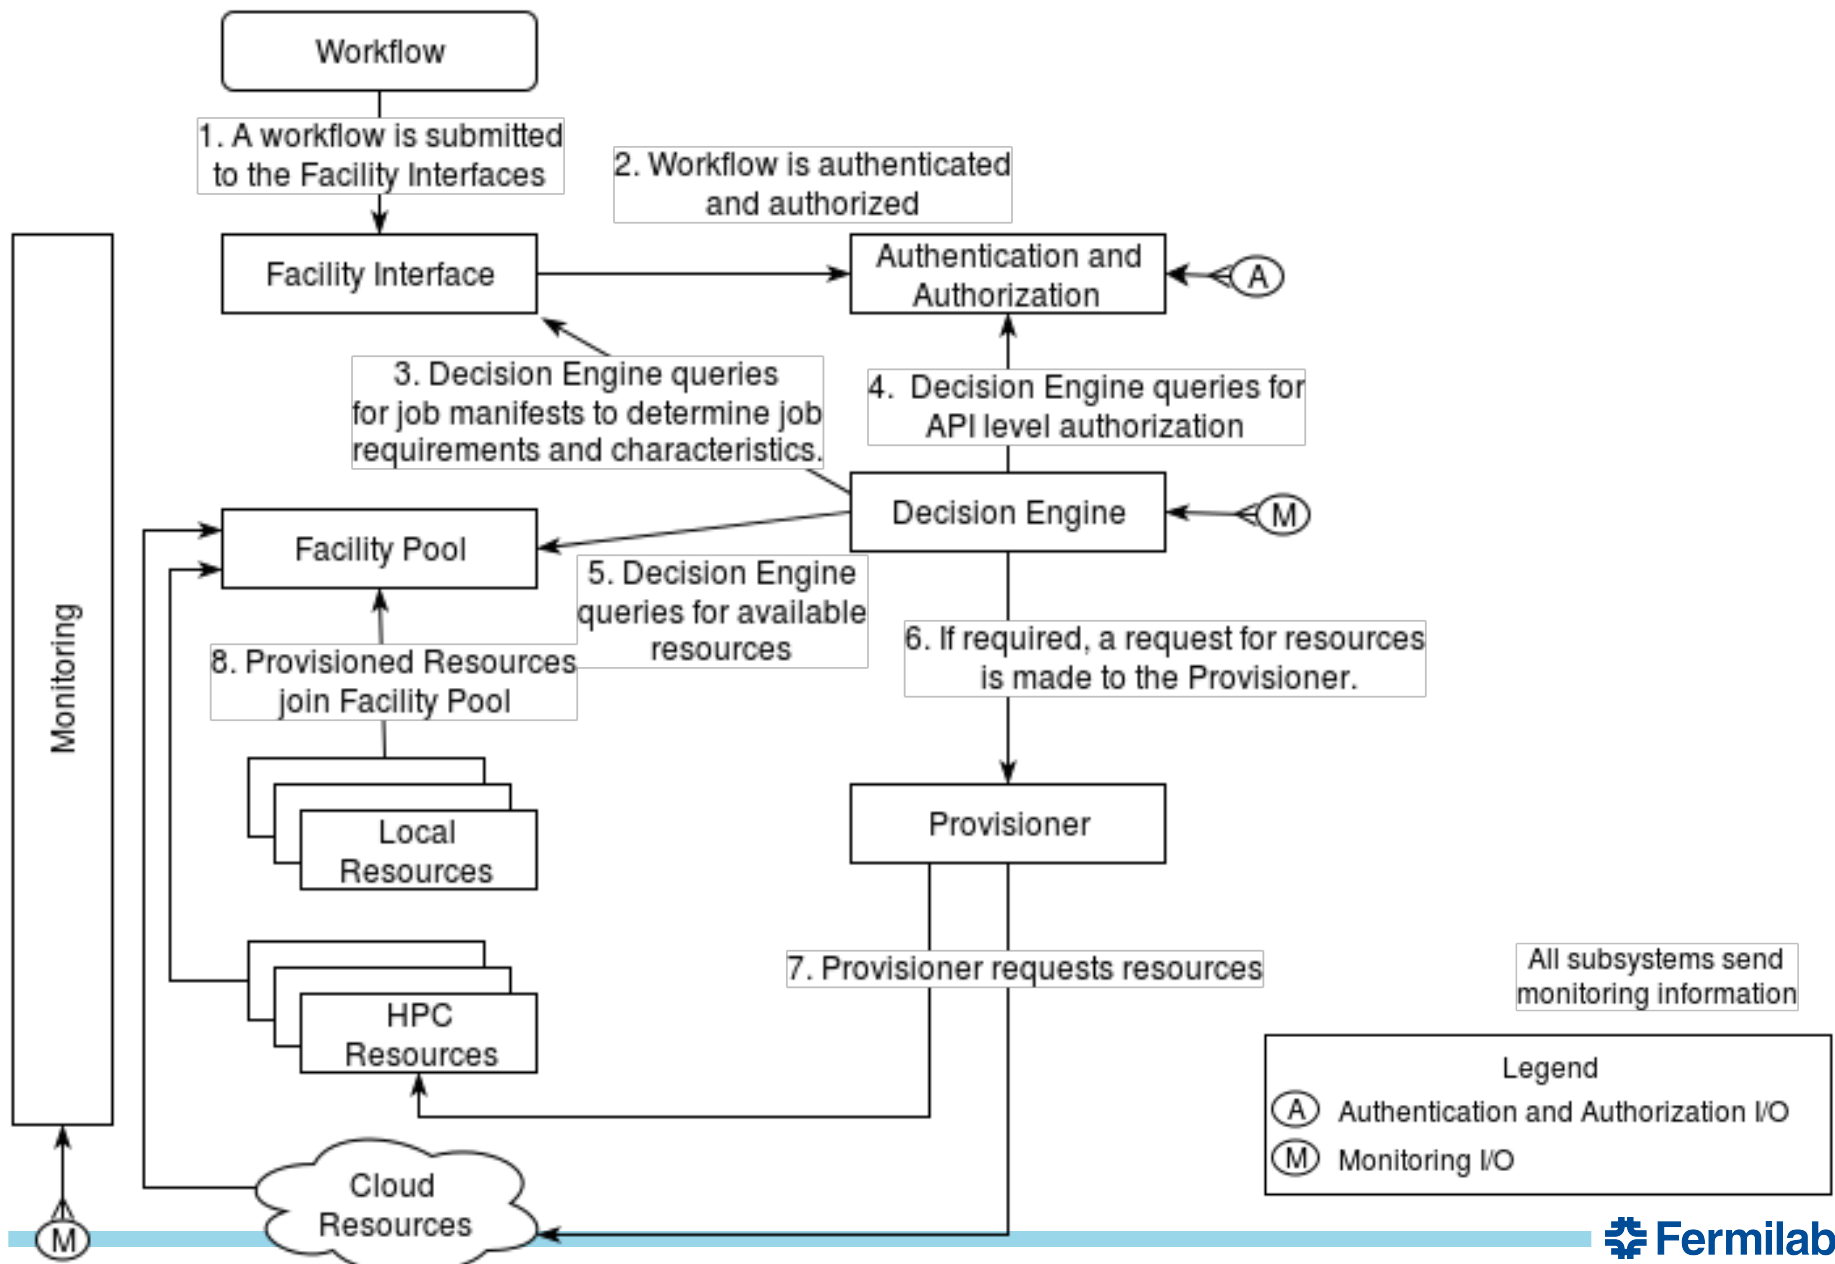 Workflow
1. A workflow is submitted
to the Facility Interfaces
2. Workflow is authenticated
and authorized
Facility Interface
Authentication and
Authorization
A
3. Decision Engine queries
for job manifests to determine job
requirements and characteristics.
4. Decision Engine queries for
API level authorization
Decision Engine
M
Facility Pool
5. Decision Engine
queries for available
resources
6. If required, a request for resources
is made to the Provisioner.
8. Provisioned Resources
join Facility Pool
Monitoring
Local
Resources
Provisioner
7. Provisioner requests resources
HPC
Resources
All subsystems send
monitoring information
Legend
A Authentication and Authorization I/O
M Monitoring I/O
Cloud
Resources
M
Fermilab